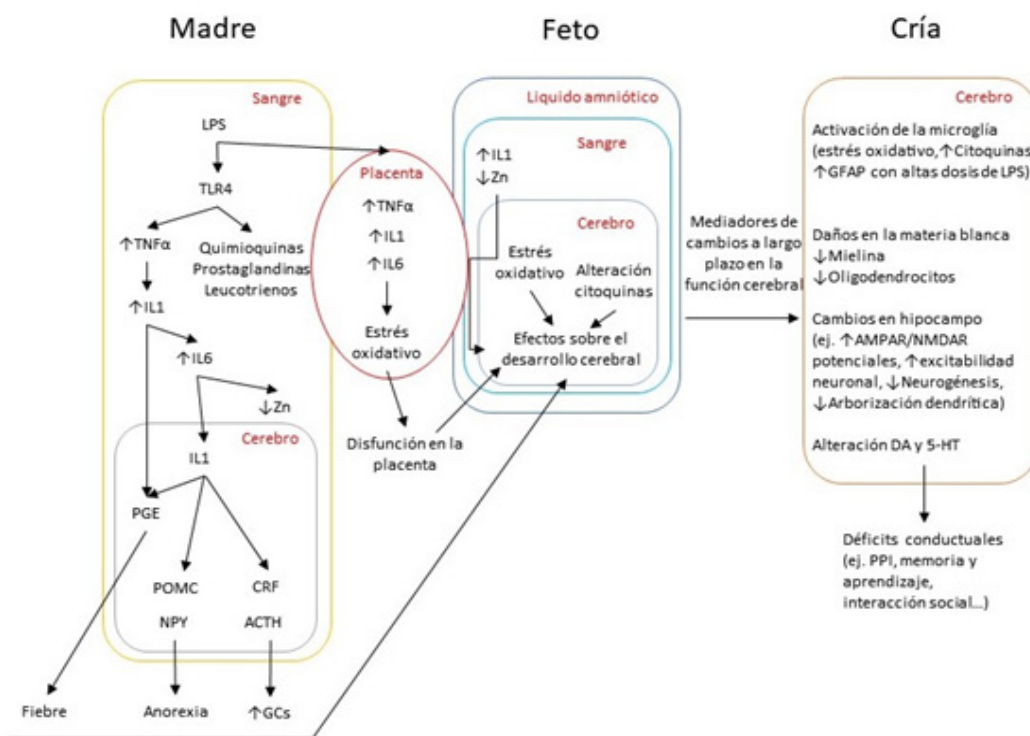 Madre
Feto
Cría
Sangre
LPS
TLR4
↑TNFα
Quimioquinas
Prostaglandinas
Leucotrienos
↑IL1
↑IL6
↓Zn
Cerebro
IL1
PGE
POMC
CRF
NPY
ACTH
Fiebre
Anorexia
↑GCs
Placenta
↑TNFα
↑IL1
↑IL6
Estrés
oxidativo
Disfunción en la
placenta
Liquido amniótico
Sangre
↑IL1
↓Zn
Cerebro
Estrés
oxidativo
Alteración
citoquinas
Efectos sobre el
desarrollo cerebral
Mediadores de
cambios a largo
plazo en la
función cerebral
Cerebro
Activación de la microglía
(estrés oxidativo,↑Citoquinas
↑GFAP con altas dosis de LPS)
Daños en la materia blanca
↓Mielina
↓Oligodendrocitos
Cambios en hipocampo
(ej. ↑AMPAR/NMDAR
potenciales, ↑excitabilidad
neuronal, ↓Neurogénesis,
↓Arborización dendrítica)
Alteración DA y 5-HT
Déficits conductuales
(ej. PPI, memoria y
aprendizaje,
interacción social...)